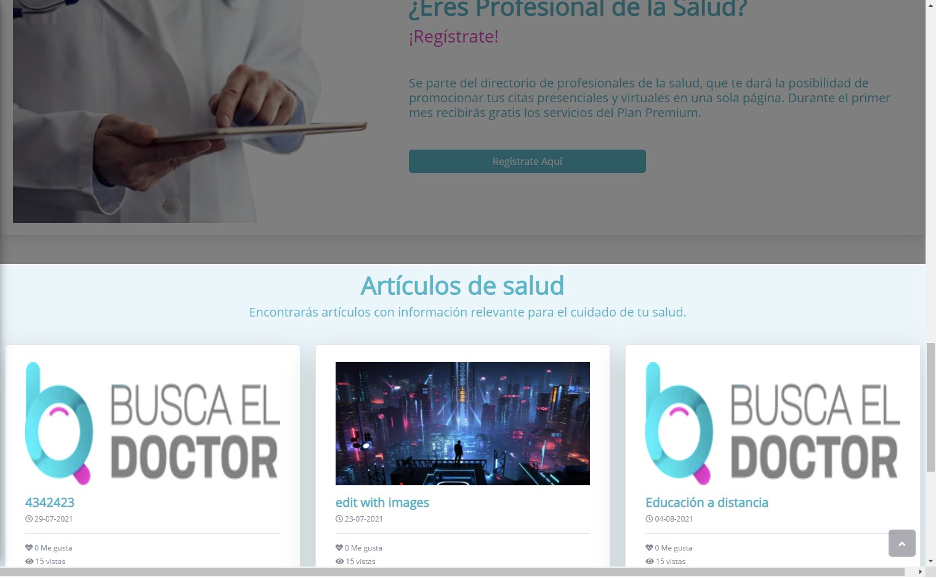 ¿Eres Profesional de la Salud?
¡Regístrate!
Se parte del directorio de profesionales de la salud, que te dará la posibilidad de
promocionar tus citas presenciales y virtuales en una sola página. Durante el primer
mes recibirás gratis los servicios del Plan Premium.
Regístrate Aquí
Artículos de salud
Encontrarás artículos con información relevante para el cuidado de tu salud.
BUSCA EL
DOCTOR
4342423
29-07-2021
0 Me gusta
15 vistas
edit with images
23-07-2021
0 Me gusta
15 vistas
BUSCA EL
DOCTOR
Educación a distancia
04-08-2021
0 Me gusta
15 vistas